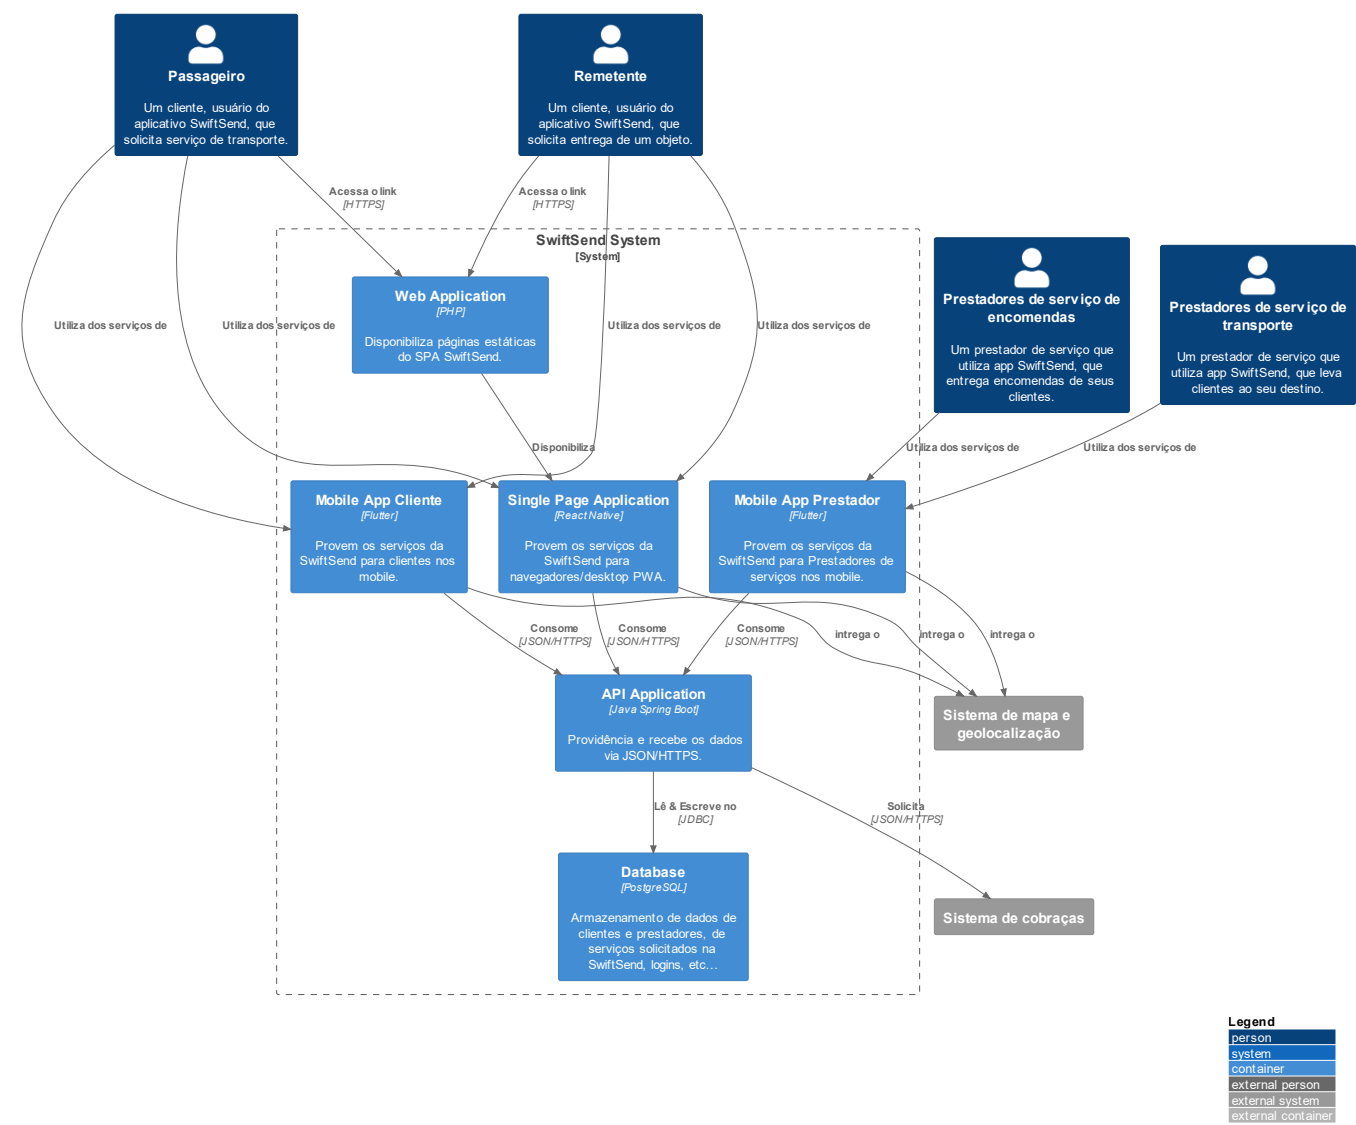 Passageiro
Um cliente, usuário do
aplicativo SwiftSend, que
solicita serviço de transporte.
Remetente
Um cliente, usuário do
aplicativo SwiftSend, que
solicita entrega de um objeto.
Acessa o link
[HTTPS]
Acessa o link
[HTTPS]
SwiftSend System
[System]
Web Application
[PHP]
Disponibiliza páginas estáticas
do SPA SwiftSend.
Prestadores de serviço de
encomendas
Um prestador de serviço que
utiliza app SwiftSend, que
entrega encomendas de seus
clientes.
Prestadores de serviço de
transporte
Um prestador de serviço que
utiliza app SwiftSend, que leva
clientes ao seu destino.
Utiliza dos serviços de
Utiliza dos serviços de
Utiliza dos serviços de
Utiliza dos serviços de
Disponibiliza
Utiliza dos serviços de
Utiliza dos serviços de
Mobile App Cliente
[Flutter]
Provem os serviços da
SwiftSend para clientes nos
mobile.
Single Page Application
[React Native]
Provem os serviços da
SwiftSend para
navegadores/desktop PWA.
Mobile App Prestador
[Flutter]
Provem os serviços da
SwiftSend para Prestadores de
serviços nos mobile.
Consome
[JSON/HTTPS]
Consome
[JSON/HTTPS]
Consome
[JSON/HTTPS]
intrega o
intrega o
intrega o
API Application
[Java Spring Boot]
Providência e recebe os dados
via JSON/HTTPS.
Sistema de mapa e
geolocalização
Lê & Escreve no
[JDBC]
Solicita
[JSON/HTTPS]
Database
[PostgreSQL]
Armazenamento de dados de
clientes e prestadores, de
serviços solicitados na
SwiftSend, logins, etc...
Sistema de cobraças
Legend
person
system
container
external person
external system
external container